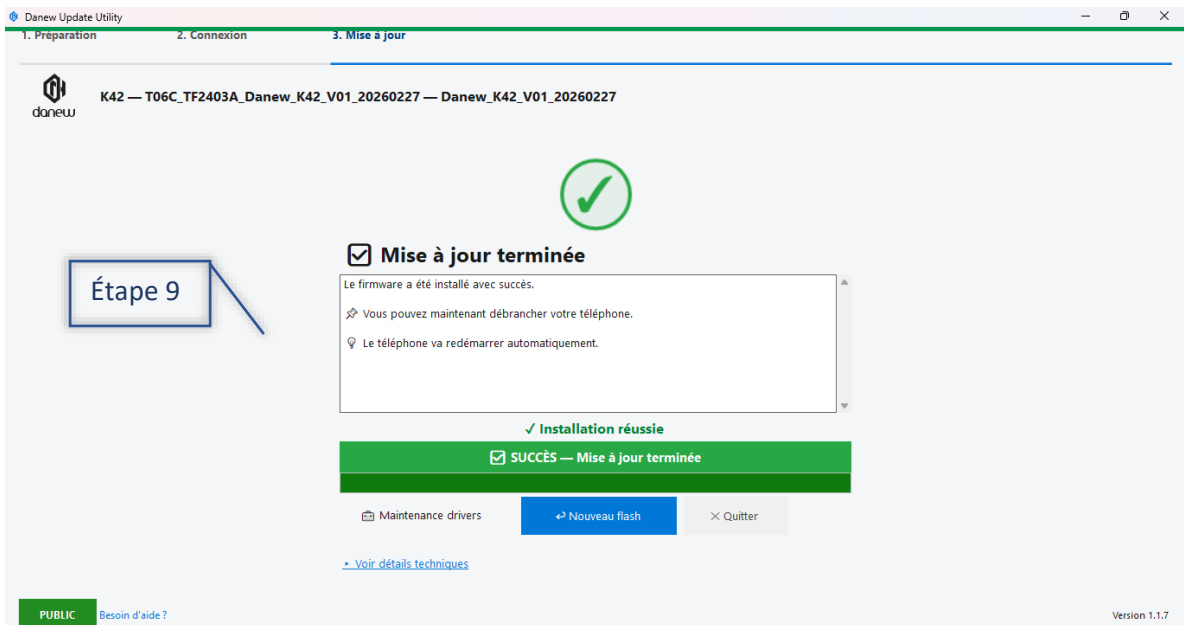 Danew Update Utility
1. Préparation 2. Connexion 3. Mise à jour
danew
K42 — T06C_TF2403A_Danew_K42_V01_20260227 — Danew_K42_V01_20260227
Mise à jour terminée
Étape 9
Le firmware a été installé avec succès.
Vous pouvez maintenant débrancher votre téléphone.
Le téléphone va redémarrer automatiquement.
✓ Installation réussie
SUCCÈS — Mise à jour terminée
Maintenance drivers
↵ Nouveau flash
× Quitter
‣ Voir détails techniques
PUBLIC Besoin d'aide ?
Version 1.1.7